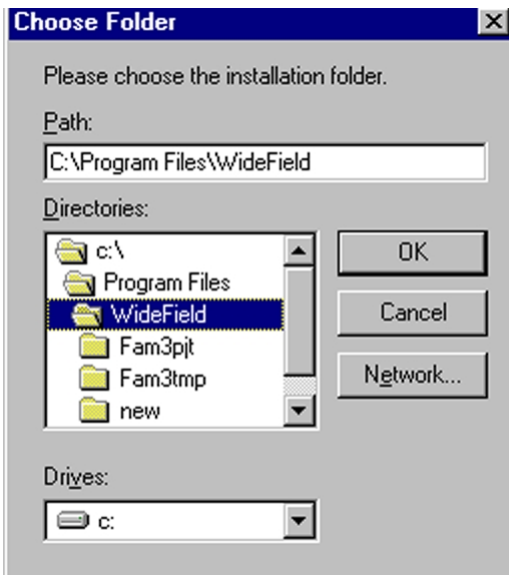 Choose Folder
Please choose the installation folder.
Path:
C:\Program Files\WideField
Directories:
c:\
Program Files
WideField
Fam3pjt
Fam3tmp
new
OK
Cancel
Network...
Drives:
c: